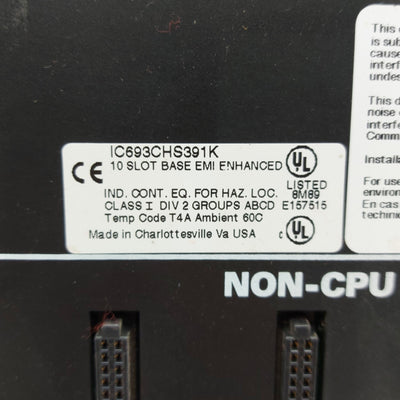 IC693CHS391K
10 SLOT BASE EMI ENHANCED
CE
UL
LISTED
8M89
E157515
IND. CONT. EQ. FOR HAZ. LOC.
CLASS I DIV 2 GROUPS ABCD
Temp Code T4A Ambient 60C
Made in Charlottesville Va USA
c UL
This
is sub
cause
interf
undes
This d
noise
interf
Comm
Install
For use
environ
En cas
technic
NON-CPU